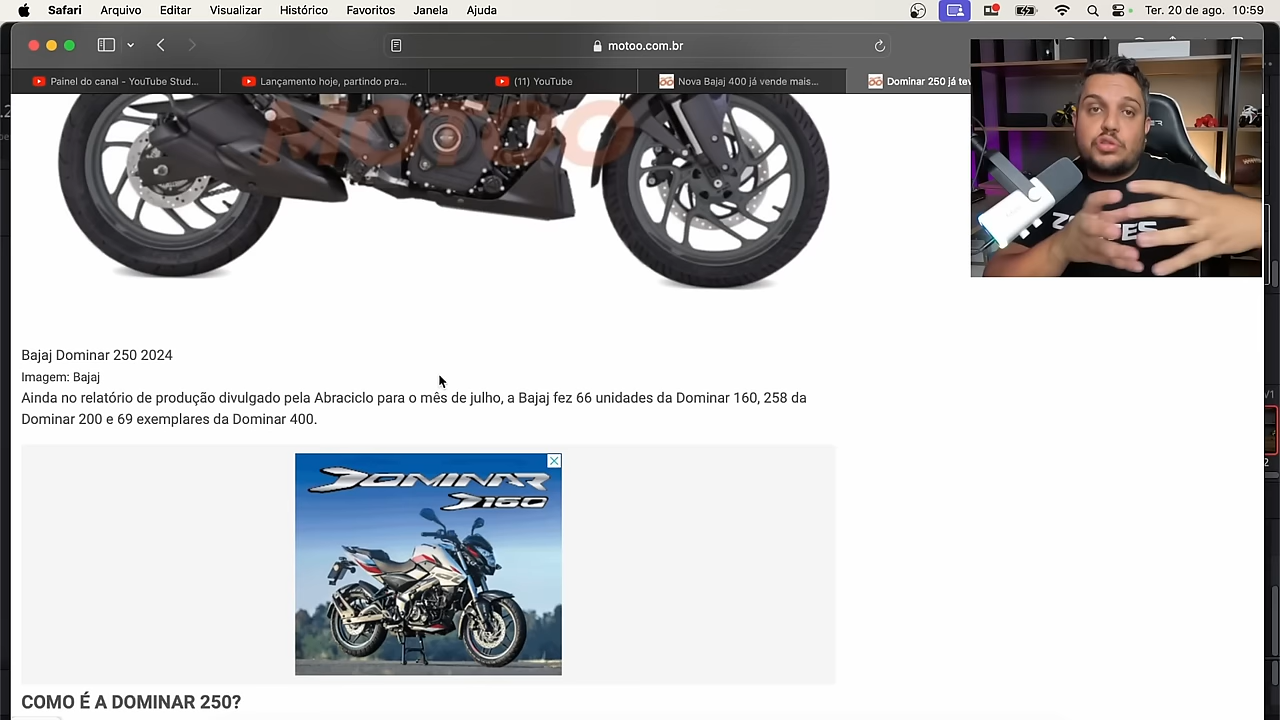 Safari Arquivo Editar Visualizar Histórico Favoritos Janela Ajuda Ter. 20 de ago. 10:59
motoo.com.br
Painel do canal - YouTube Stud...
Lançamento hoje, partindo pra...
(11) YouTube
Nova Bajaj 400 já vende mais...
Dominar 250 já tev
MOTOO
Bajaj Dominar 250 2024
Imagem: Bajaj
Ainda no relatório de produção divulgado pela Abraciclo para o mês de julho, a Bajaj fez 66 unidades da Dominar 160, 258 da
Dominar 200 e 69 exemplares da Dominar 400.
DOMINAR
D160
COMO É A DOMINAR 250?